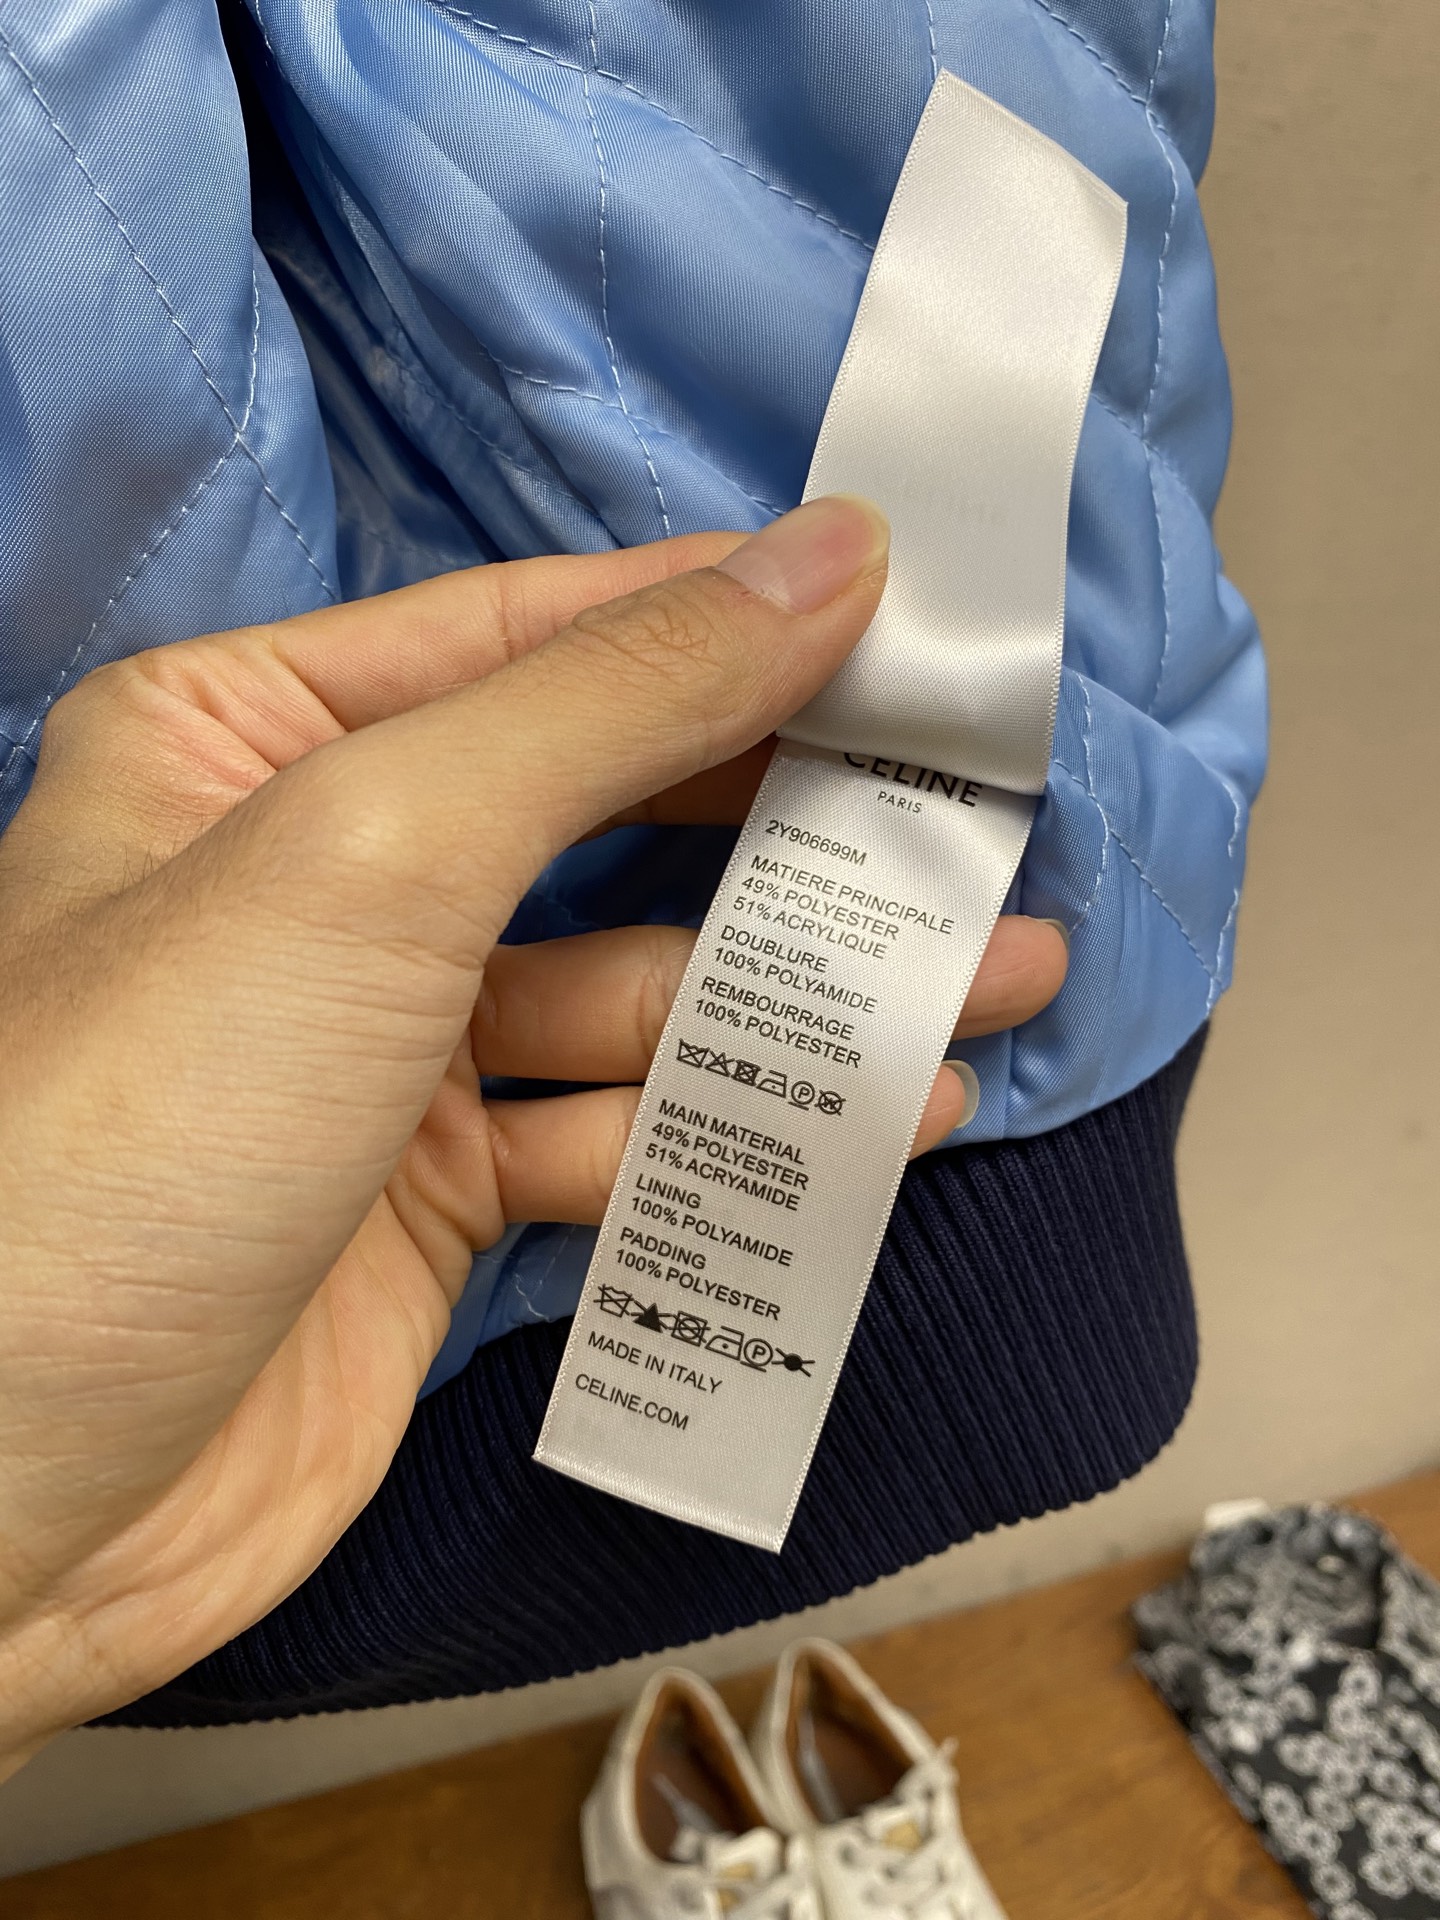 CELINE
PARIS
2Y906699M
MATIERE PRINCIPALE
49% POLYESTER
51% ACRYLIQUE
DOUBLURE
100% POLYAMIDE
REMBOURRAGE
100% POLYESTER
P W
MAIN MATERIAL
49% POLYESTER
51% ACRYAMIDE
LINING
100% POLYAMIDE
PADDING
100% POLYESTER
P
MADE IN ITALY
CELINE.COM